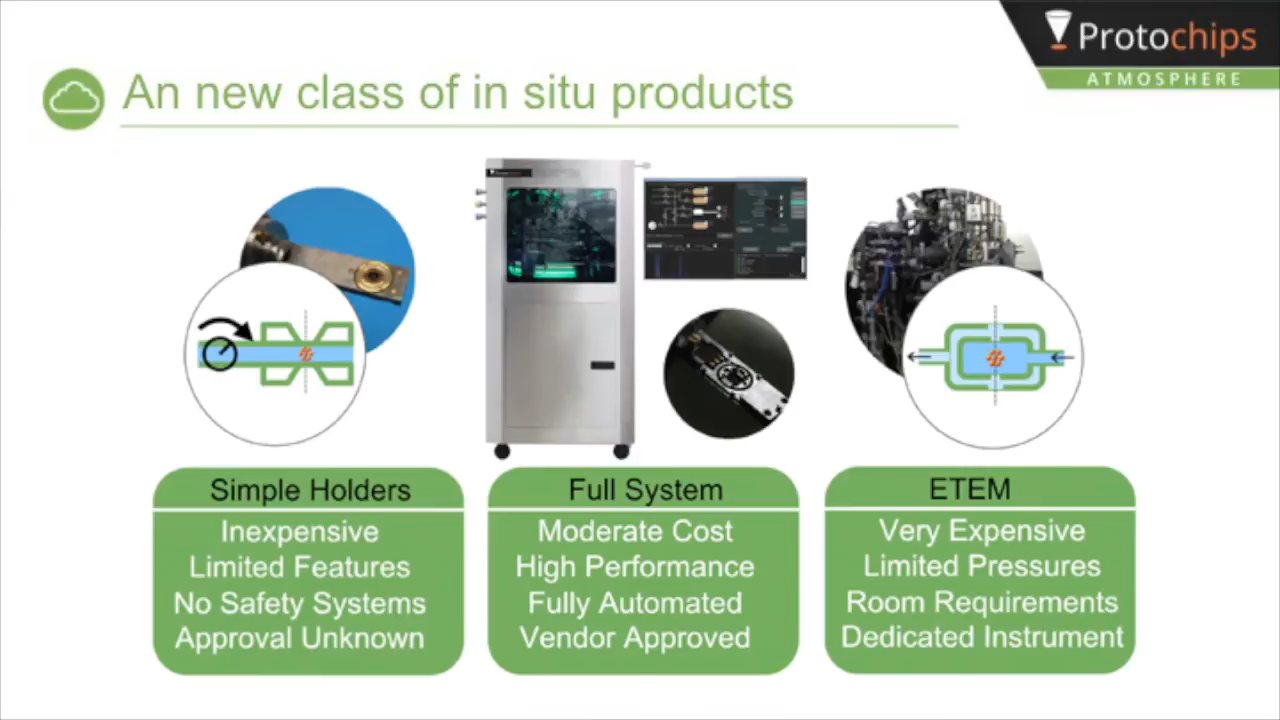 Protochips
ATMOSPHERE
An new class of in situ products
Protochips
Simple Holders
Inexpensive
Limited Features
No Safety Systems
Approval Unknown
Full System
Moderate Cost
High Performance
Fully Automated
Vendor Approved
ETEM
Very Expensive
Limited Pressures
Room Requirements
Dedicated Instrument